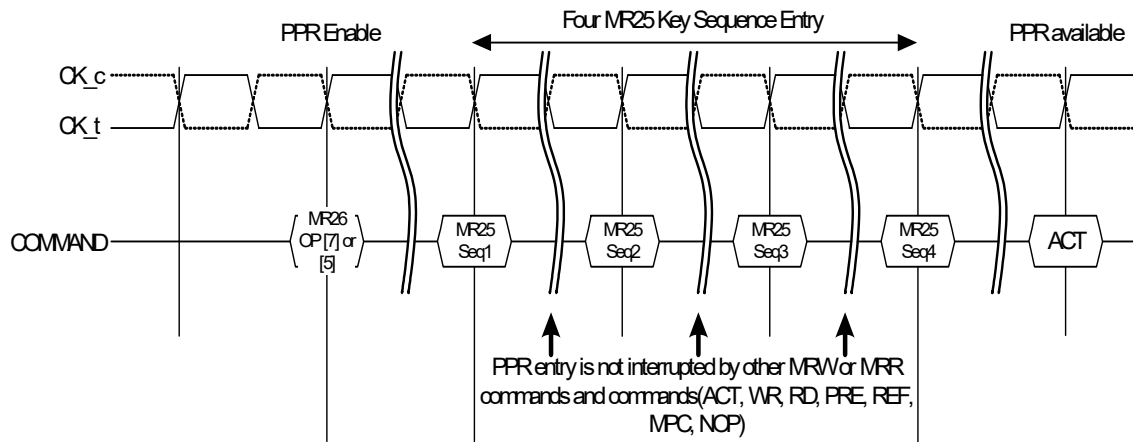 Four MR25 Key Sequence Entry
PPR Enable
PPR available
CK_c
CK_t
COMMAND
MR26
OP [7] or
[5]
MR25
Seq1
MR25
Seq2
MR25
Seq3
MR25
Seq4
ACT
PPR entry is not interrupted by other MRW or MRR
commands and commands(ACT, WR, RD, PRE, REF,
MPC, NOP)